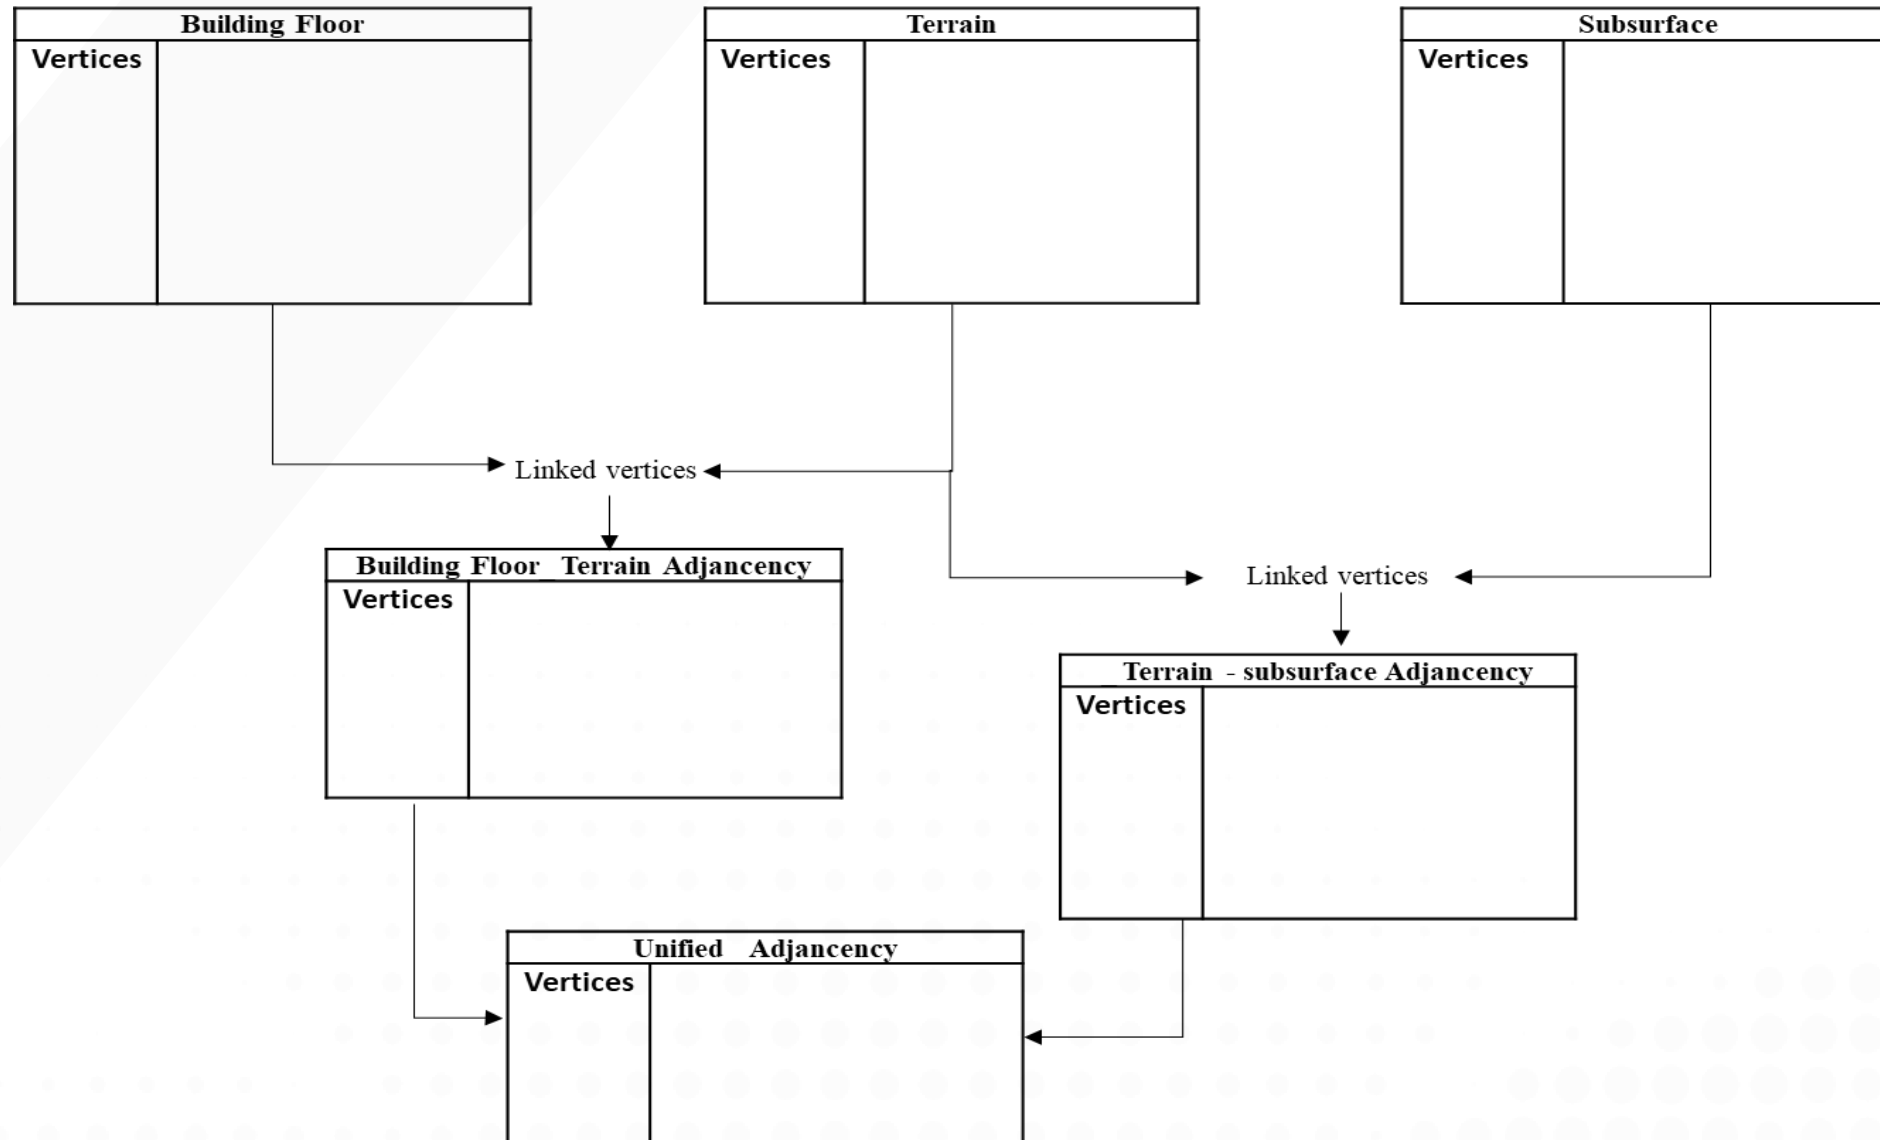 Building Floor
Vertices
Terrain
Vertices
Subsurface
Vertices
Linked vertices
Building Floor_ Terrain Adjancency
Vertices
Linked vertices
_Terrain - subsurface Adjancency
Vertices
Unified Adjancency
Vertices